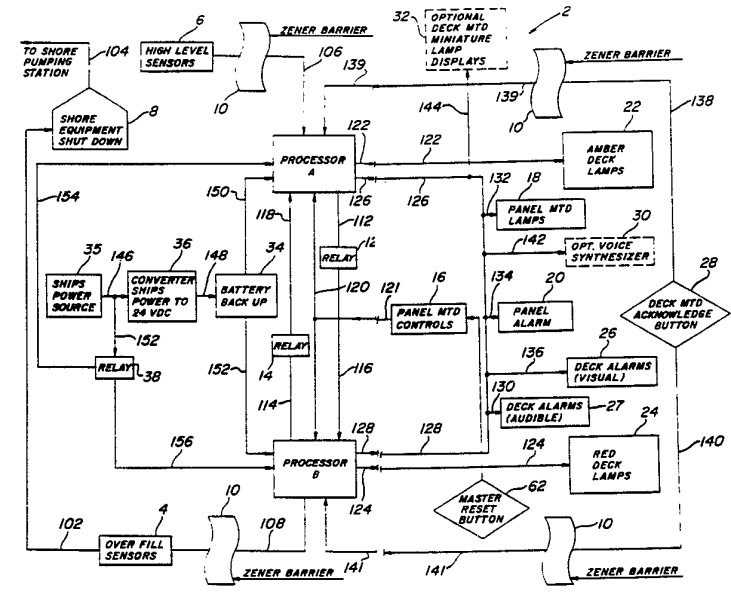 6
ZENER BARRIER
32
OPTIONAL
DECK MTD
MINIATURE
LAMP
DISPLAYS
2
TO SHORE
PUMPING
STATION
104
HIGH LEVEL
SENSORS
106
139
ZENER BARRIER
10
144
139'
10
138
8
SHORE
EQUIPMENT
SHUT DOWN
PROCESSOR
A
122
122
22
AMBER
DECK
LAMPS
154
150
126
126
118
112
132
18
PANEL MTD
LAMPS
30
RELAY
12
142
OPT. VOICE
SYNTHESIZER
35
146
36
148
34
28
SHIPS
POWER
SOURCE
CONVERTER
SHIPS
POWER TO
24 VDC
BATTERY
BACK UP
120
121
16
PANEL MTD
CONTROLS
134
20
PANEL
ALARM
DECK MTD
ACKNOWLEDGE
BUTTON
152
RELAY
14
152
116
136
26
DECK ALARMS
(VISUAL)
RELAY
38
114
130
DECK ALARMS
(AUDIBLE)
27
128
128
24
140
156
PROCESSOR
B
124
124
RED
DECK
LAMPS
10
62
MASTER
RESET
BUTTON
4
10
102
OVER FILL
SENSORS
108
141
141
ZENER BARRIER
ZENER BARRIER